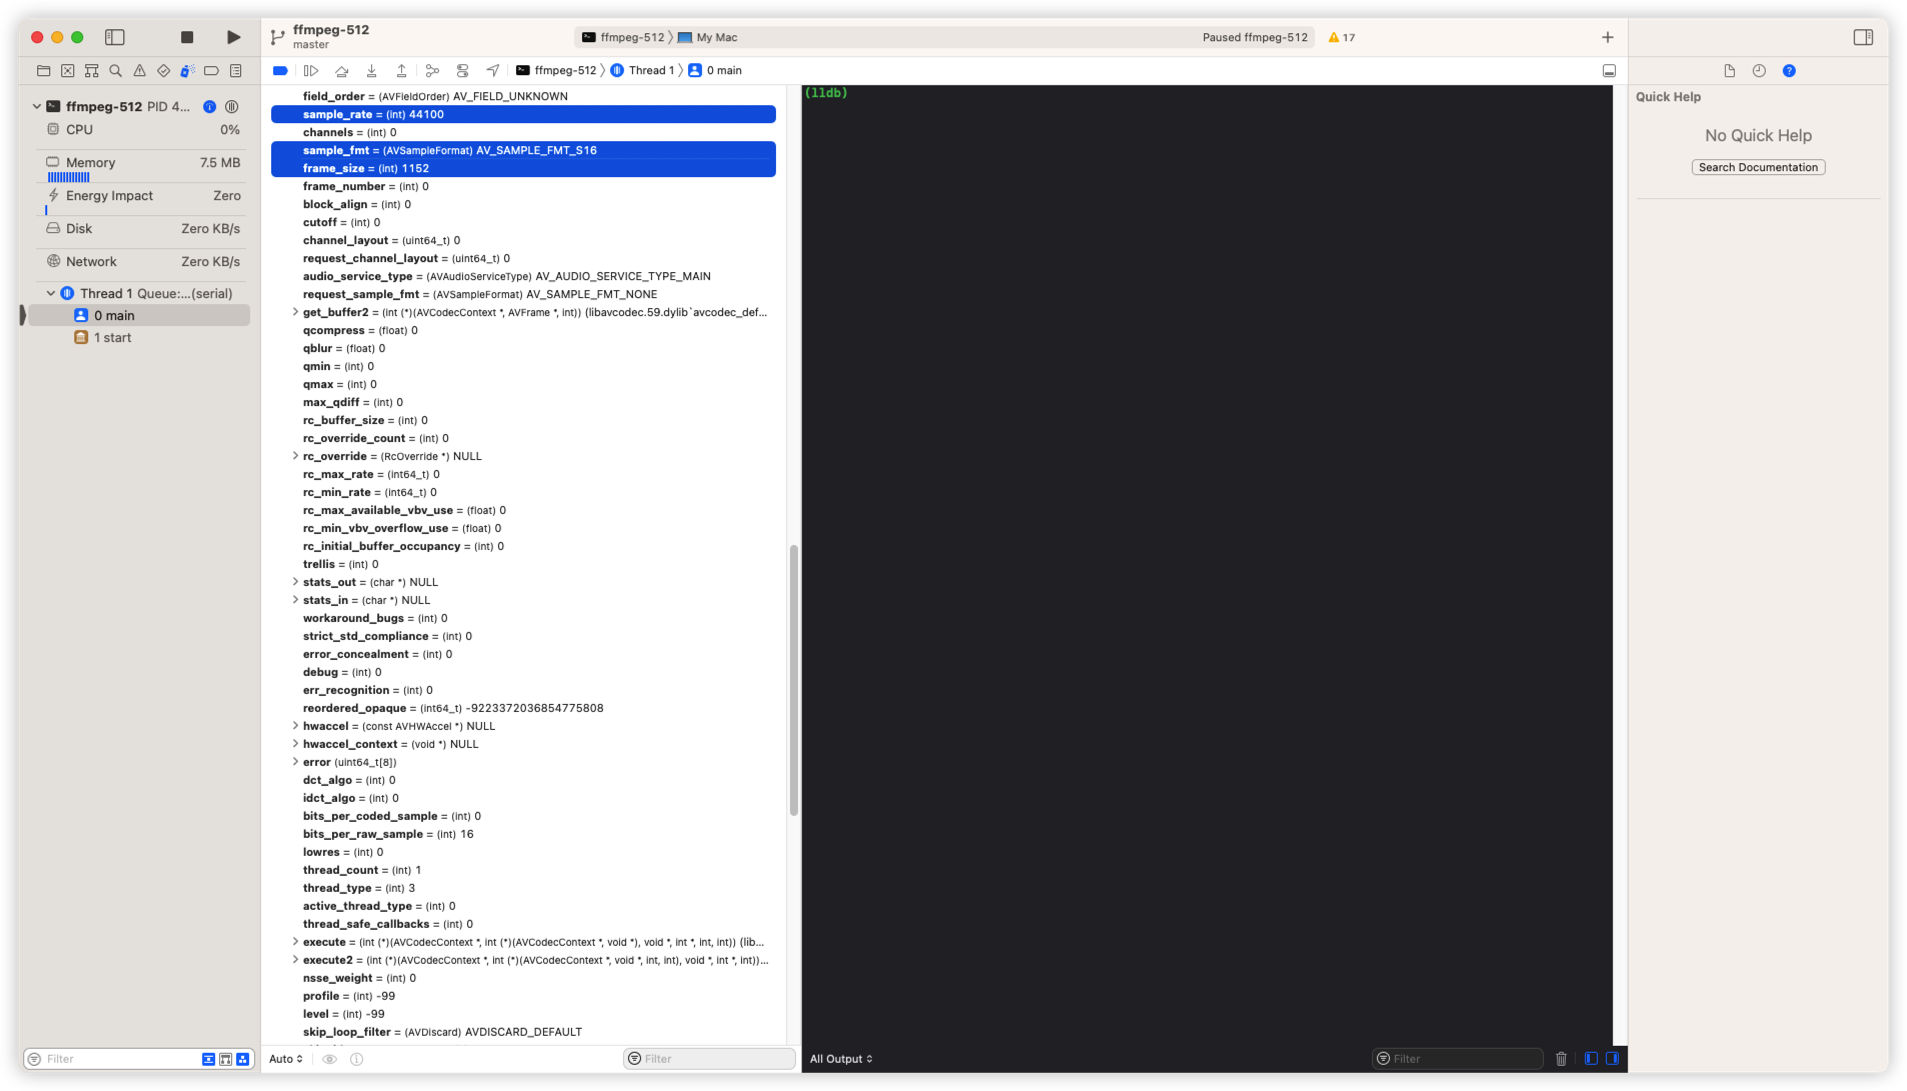 ffmpeg-512
master
ffmpeg-512 〉 My Mac
Paused ffmpeg-512
17
ffmpeg-512 〉 Thread 1 〉 0 main
ffmpeg-512 PID 4...
CPU 0%
Memory 7.5 MB
Energy Impact Zero
Disk Zero KB/s
Network Zero KB/s
Thread 1 Queue:...(serial)
0 main
1 start
Filter
field_order = (AVFieldOrder) AV_FIELD_UNKNOWN
sample_rate = (int) 44100
channels = (int) 0
sample_fmt = (AVSampleFormat) AV_SAMPLE_FMT_S16
frame_size = (int) 1152
frame_number = (int) 0
block_align = (int) 0
cutoff = (int) 0
channel_layout = (uint64_t) 0
request_channel_layout = (uint64_t) 0
audio_service_type = (AVAudioServiceType) AV_AUDIO_SERVICE_TYPE_MAIN
request_sample_fmt = (AVSampleFormat) AV_SAMPLE_FMT_NONE
get_buffer2 = (int (*)(AVCodecContext *, AVFrame *, int)) (libavcodec.59.dylib`avcodec_def...
qcompress = (float) 0
qblur = (float) 0
qmin = (int) 0
qmax = (int) 0
max_qdiff = (int) 0
rc_buffer_size = (int) 0
rc_override_count = (int) 0
rc_override = (RcOverride *) NULL
rc_max_rate = (int64_t) 0
rc_min_rate = (int64_t) 0
rc_max_available_vbv_use = (float) 0
rc_min_vbv_overflow_use = (float) 0
rc_initial_buffer_occupancy = (int) 0
trellis = (int) 0
stats_out = (char *) NULL
stats_in = (char *) NULL
workaround_bugs = (int) 0
strict_std_compliance = (int) 0
error_concealment = (int) 0
debug = (int) 0
err_recognition = (int) 0
reordered_opaque = (int64_t) -9223372036854775808
hwaccel = (const AVHWAccel *) NULL
hwaccel_context = (void *) NULL
error (uint64_t[8])
dct_algo = (int) 0
idct_algo = (int) 0
bits_per_coded_sample = (int) 0
bits_per_raw_sample = (int) 16
lowres = (int) 0
thread_count = (int) 1
thread_type = (int) 3
active_thread_type = (int) 0
thread_safe_callbacks = (int) 0
execute = (int (*)(AVCodecContext *, int (*)(AVCodecContext *, void *), void *, int *, int, int)) (lib...
execute2 = (int (*)(AVCodecContext *, int (*)(AVCodecContext *, void *, int, int), void *, int *, int))...
nsse_weight = (int) 0
profile = (int) -99
level = (int) -99
skip_loop_filter = (AVDiscard) AVDISCARD_DEFAULT
Auto
Filter
(lldb)
All Output
Filter
Quick Help
No Quick Help
Search Documentation